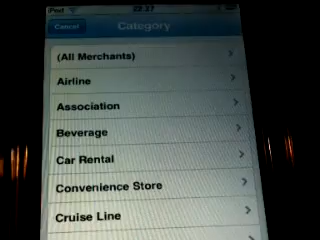 iPod 22:37
Cancel Category
(All Merchants)
Airline
Association
Beverage
Car Rental
Convenience Store
Cruise Line